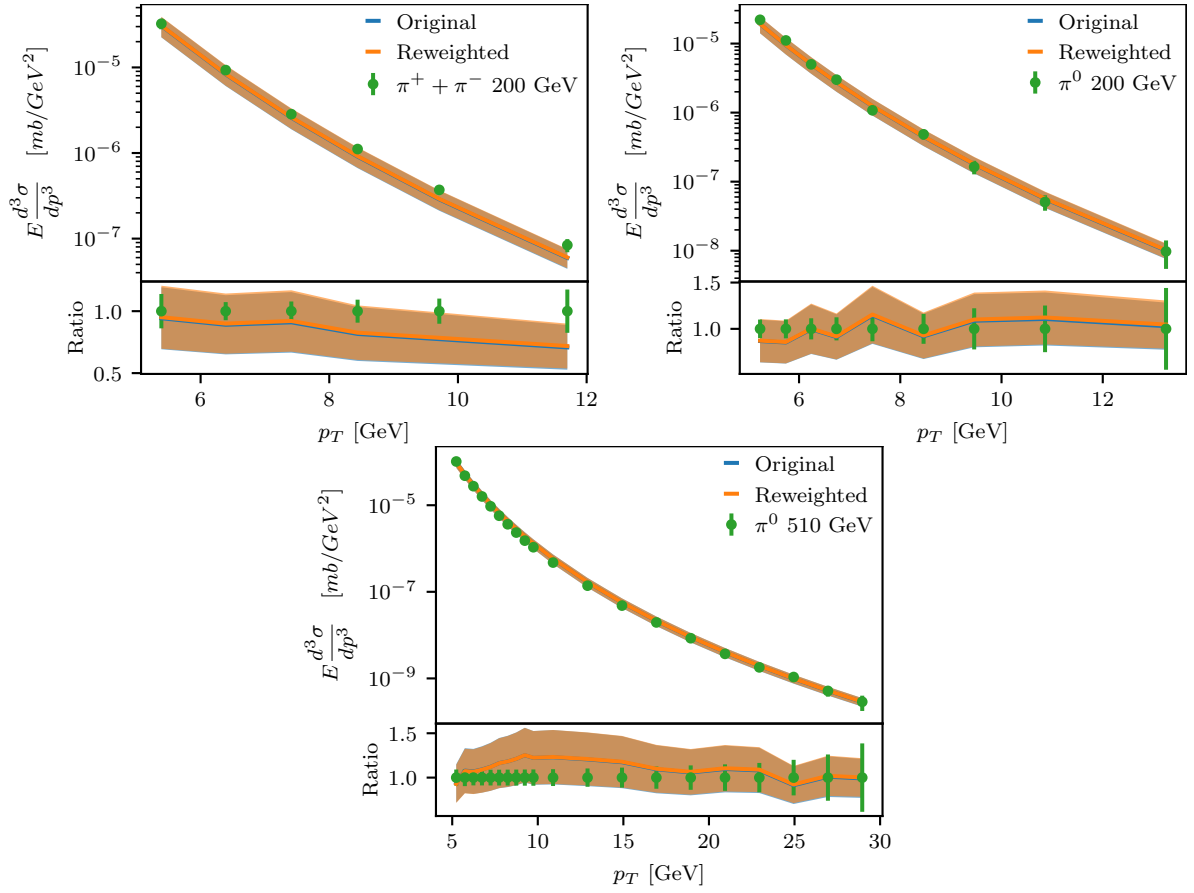 Original
Reweighted
π⁺ + π⁻ 200 GeV
E d³σ/dp³ [mb/GeV²]
10⁻⁵
10⁻⁶
10⁻⁷
Ratio
1.0
0.5
6 8 10 12
p_T [GeV]
Original
Reweighted
π⁰ 200 GeV
E d³σ/dp³ [mb/GeV²]
10⁻⁵
10⁻⁶
10⁻⁷
10⁻⁸
Ratio
1.5
1.0
6 8 10 12
p_T [GeV]
Original
Reweighted
π⁰ 510 GeV
E d³σ/dp³ [mb/GeV²]
10⁻⁵
10⁻⁷
10⁻⁹
Ratio
1.5
1.0
5 10 15 20 25 30
p_T [GeV]